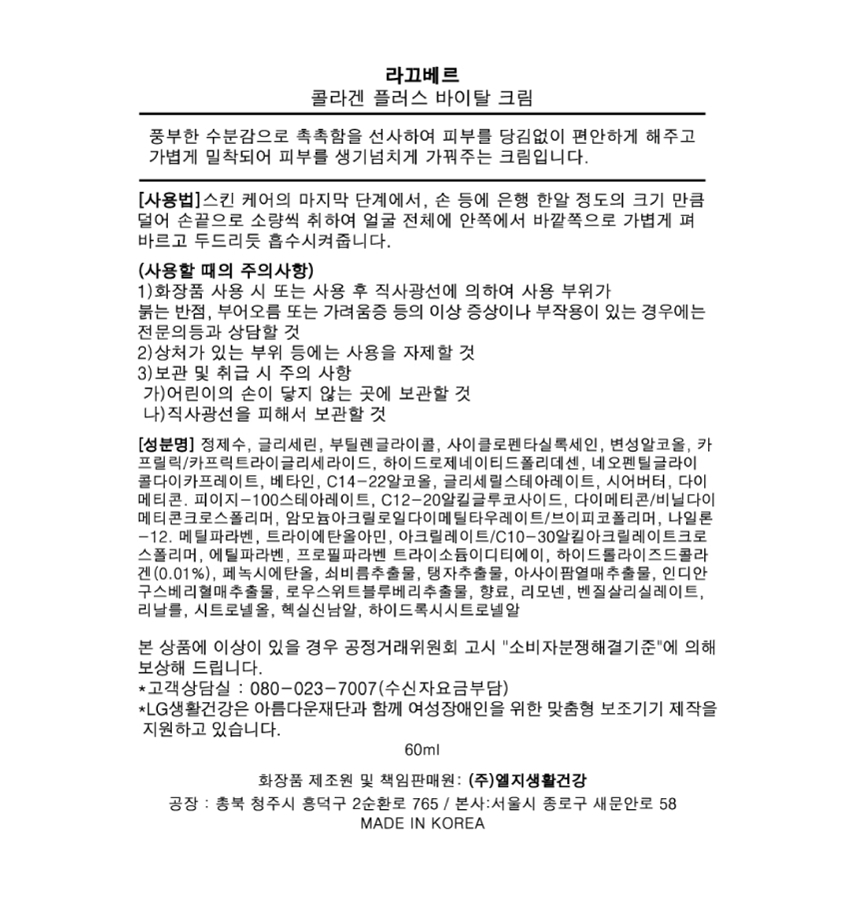 라끄베르
콜라겐 플러스 바이탈 크림
풍부한 수분감으로 촉촉함을 선사하여 피부를 당김없이 편안하게 해주고
가볍게 밀착되어 피부를 생기넘치게 가꿔주는 크림입니다.
[사용법]스킨 케어의 마지막 단계에서, 손 등에 은행 한알 정도의 크기 만큼
덜어 손끝으로 소량씩 취하여 얼굴 전체에 안쪽에서 바깥쪽으로 가볍게 펴
바르고 두드리듯 흡수시켜줍니다.
(사용할 때의 주의사항)
1)화장품 사용 시 또는 사용 후 직사광선에 의하여 사용 부위가
붉는 반점, 부어오름 또는 가려움증 등의 이상 증상이나 부작용이 있는 경우에는
전문의등과 상담할 것
2)상처가 있는 부위 등에는 사용을 자제할 것
3)보관 및 취급 시 주의 사항
가)어린이의 손이 닿지 않는 곳에 보관할 것
나)직사광선을 피해서 보관할 것
[성분명] 정제수, 글리세린, 부틸렌글라이콜, 사이클로펜타실록세인, 변성알코올, 카
프릴릭/카프릭트라이글리세라이드, 하이드로제네이티드폴리데센, 네오펜틸글라이
콜다이카프레이트, 베타인, C14-22알코올, 글리세릴스테아레이트, 시어버터, 다이
메티콘. 피이지-100스테아레이트, C12-20알킬글루코사이드, 다이메티콘/비닐다이
메티콘크로스폴리머, 암모늄아크릴로일다이메틸타우레이트/브이피코폴리머, 나일론
-12. 메틸파라벤, 트라이에탄올아민, 아크릴레이트/C10-30알킬아크릴레이트크로
스폴리머, 에틸파라벤, 프로필파라벤 트라이소듐이디티에이, 하이드롤라이즈드콜라
겐(0.01%), 페녹시에탄올, 쇠비름추출물, 탱자추출물, 아사이팜열매추출물, 인디안
구스베리혈매추출물, 로우스위트블루베리추출물, 향료, 리모넨, 벤질살리실레이트,
리날를, 시트로넬올, 헥실신남알, 하이드록시시트로넬알
본 상품에 이상이 있을 경우 공정거래위원회 고시 "소비자분쟁해결기준"에 의해
보상해 드립니다.
*고객상담실 : 080-023-7007(수신자요금부담)
*LG생활건강은 아름다운재단과 함께 여성장애인을 위한 맞춤형 보조기기 제작을
지원하고 있습니다.
60ml
화장품 제조원 및 책임판매원: (주)엘지생활건강
공장 : 충북 청주시 흥덕구 2순환로 765 / 본사:서울시 종로구 새문안로 58
MADE IN KOREA